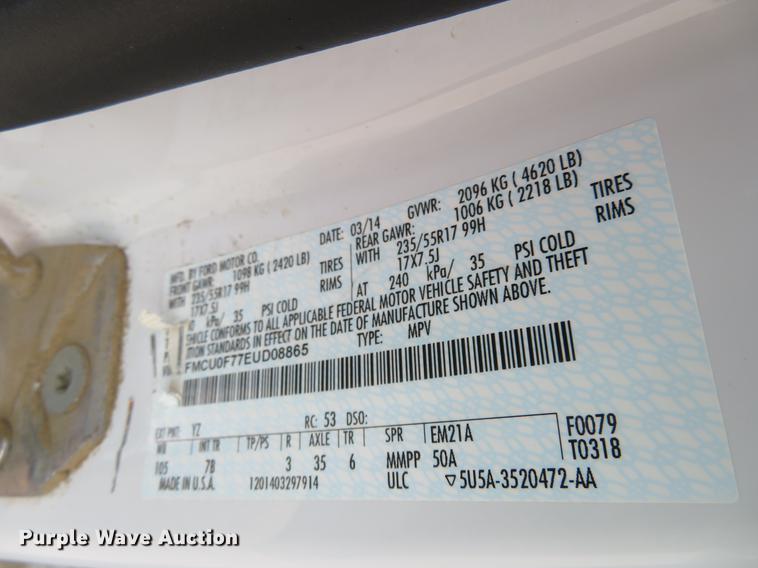 MFD. BY FORD MOTOR CO.
DATE: 03/14 GVWR: 2096 KG ( 4620 LB)
FRONT GAWR: 1098 KG ( 2420 LB) REAR GAWR: 1006 KG ( 2218 LB)
WITH 235/55R17 99H TIRES WITH 235/55R17 99H TIRES
17X7.5J RIMS 17X7.5J RIMS
kPa/ 35 PSI COLD AT 240 kPa/ 35 PSI COLD
VEHICLE CONFORMS TO ALL APPLICABLE FEDERAL MOTOR VEHICLE SAFETY AND THEFT
STANDARDS IN EFFECT ON THE DATE OF MANUFACTURE SHOWN ABOVE.
FMCU0F77EUD08865 TYPE: MPV
EXT PNT: YZ RC: 53 DSO: F0079
WB INT TR TP/PS R AXLE TR SPR EM21A T0318
105 7B 3 35 6 MMPP 50A
MADE IN U.S.A. 1201403297914 ULC ▽5U5A-3520472-AA
Purple Wave Auction